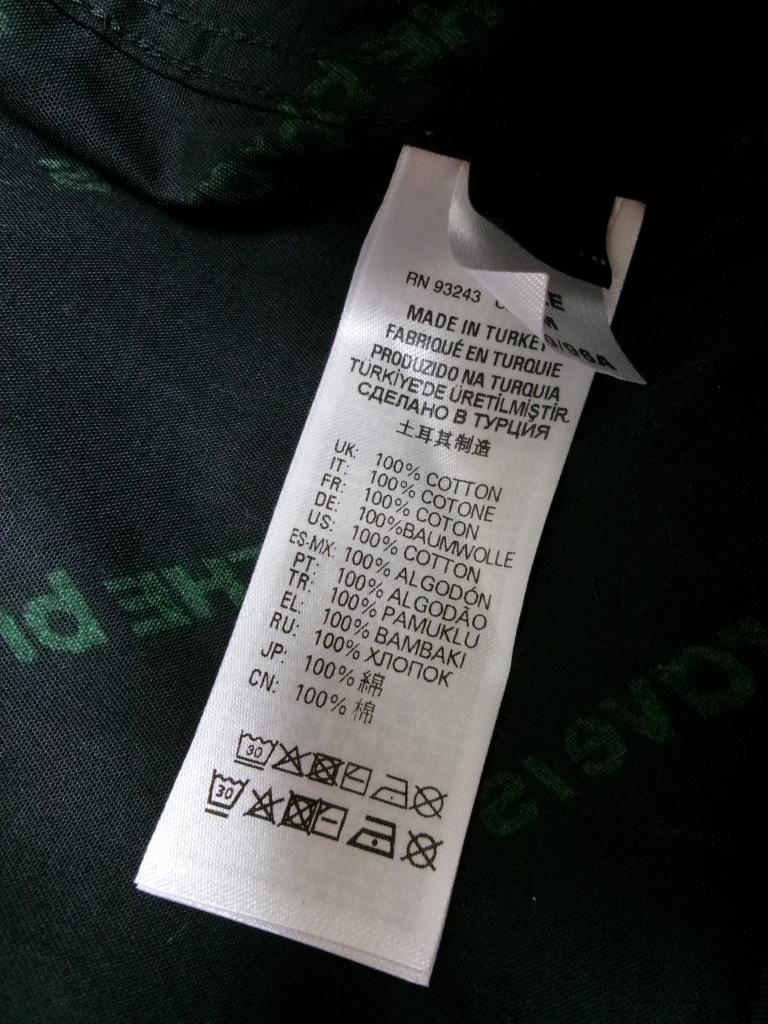 RN 93243
MADE IN TURKEY
FABRIQUÉ EN TURQUIE
PRODUZIDO NA TURQUIA
TÜRKİYE'DE ÜRETİLMİŞTİR.
СДЕЛАНО В ТУРЦИЯ
土耳其制造
UK: 100% COTTON
IT: 100% COTONE
FR: 100% COTON
DE: 100%BAUMWOLLE
US: 100% COTTON
ES-MX: 100% ALGODÓN
PT: 100% ALGODÃO
TR: 100% PAMUKLU
EL: 100% BAMBAKI
RU: 100% ХЛОПОК
JP: 100% 綿
CN: 100% 棉
30
30